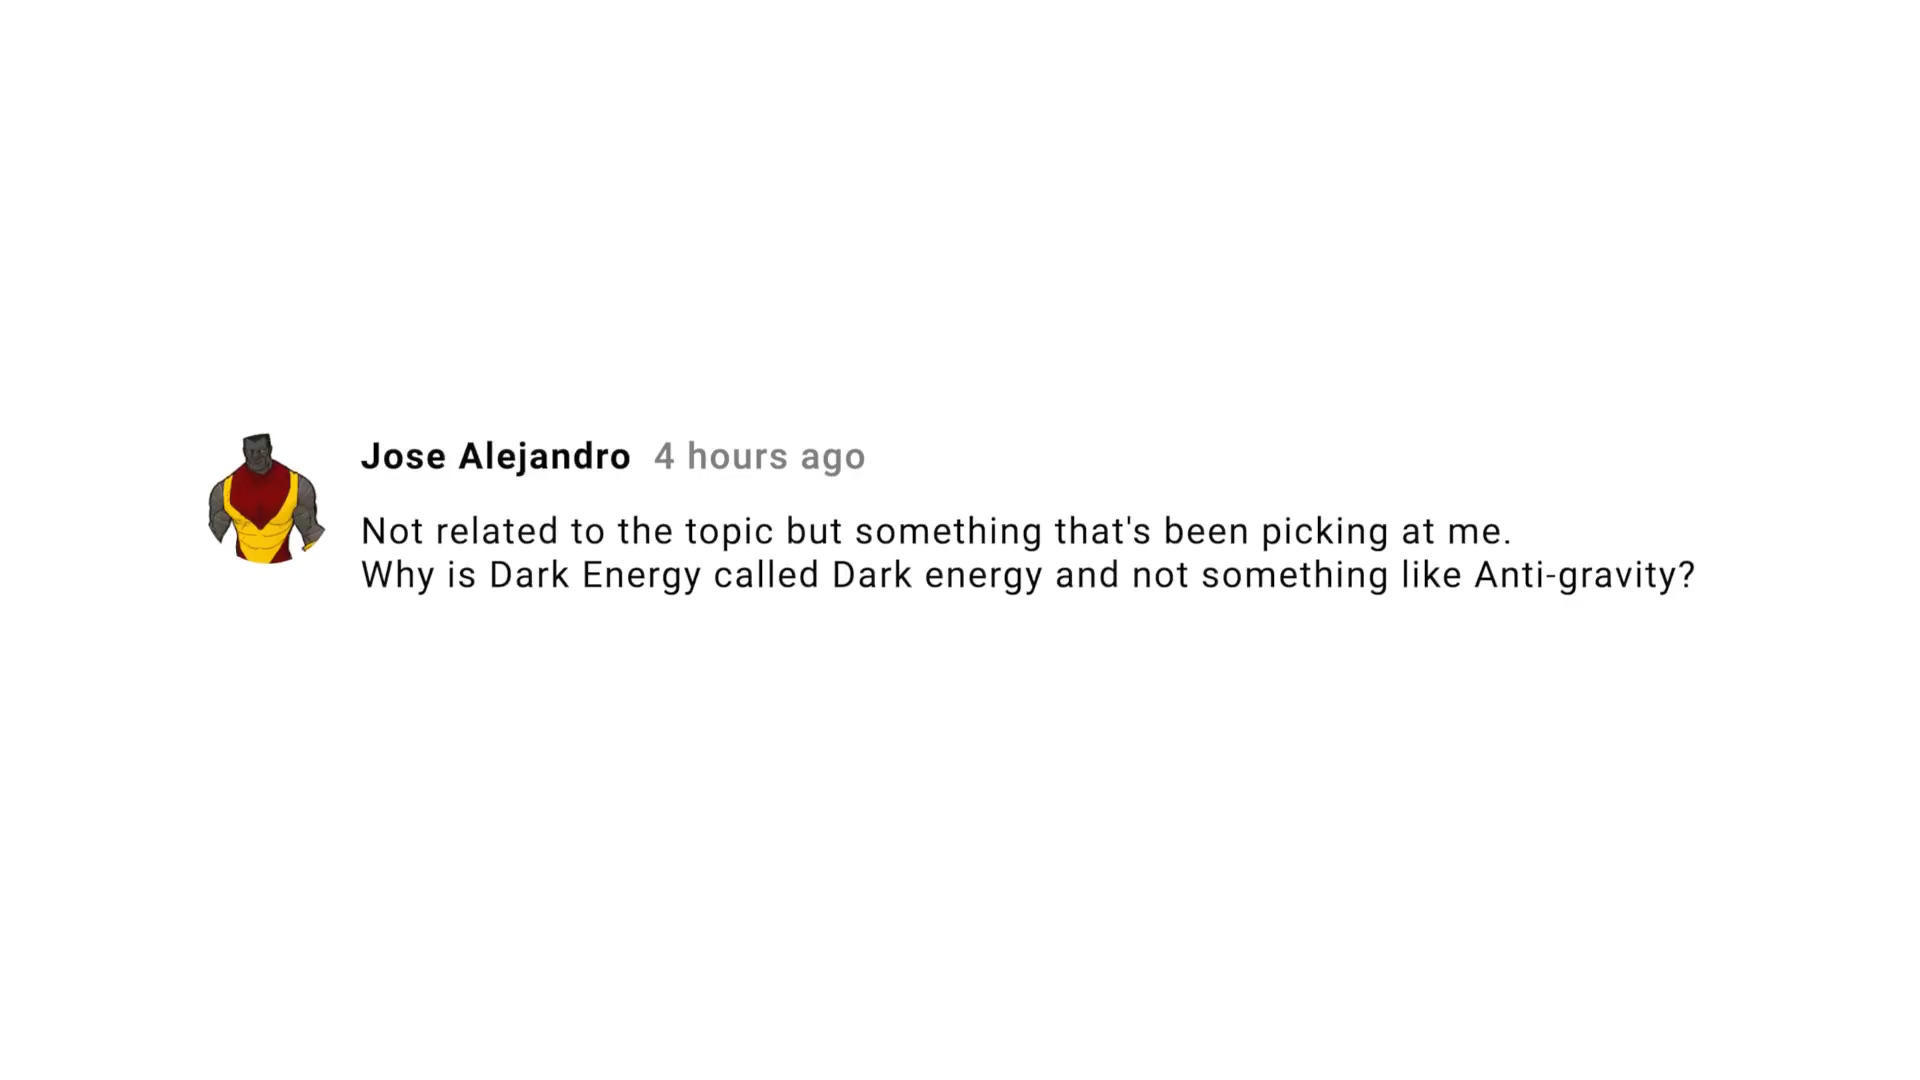 Jose Alejandro 4 hours ago
Not related to the topic but something that's been picking at me.
Why is Dark Energy called Dark energy and not something like Anti-gravity?